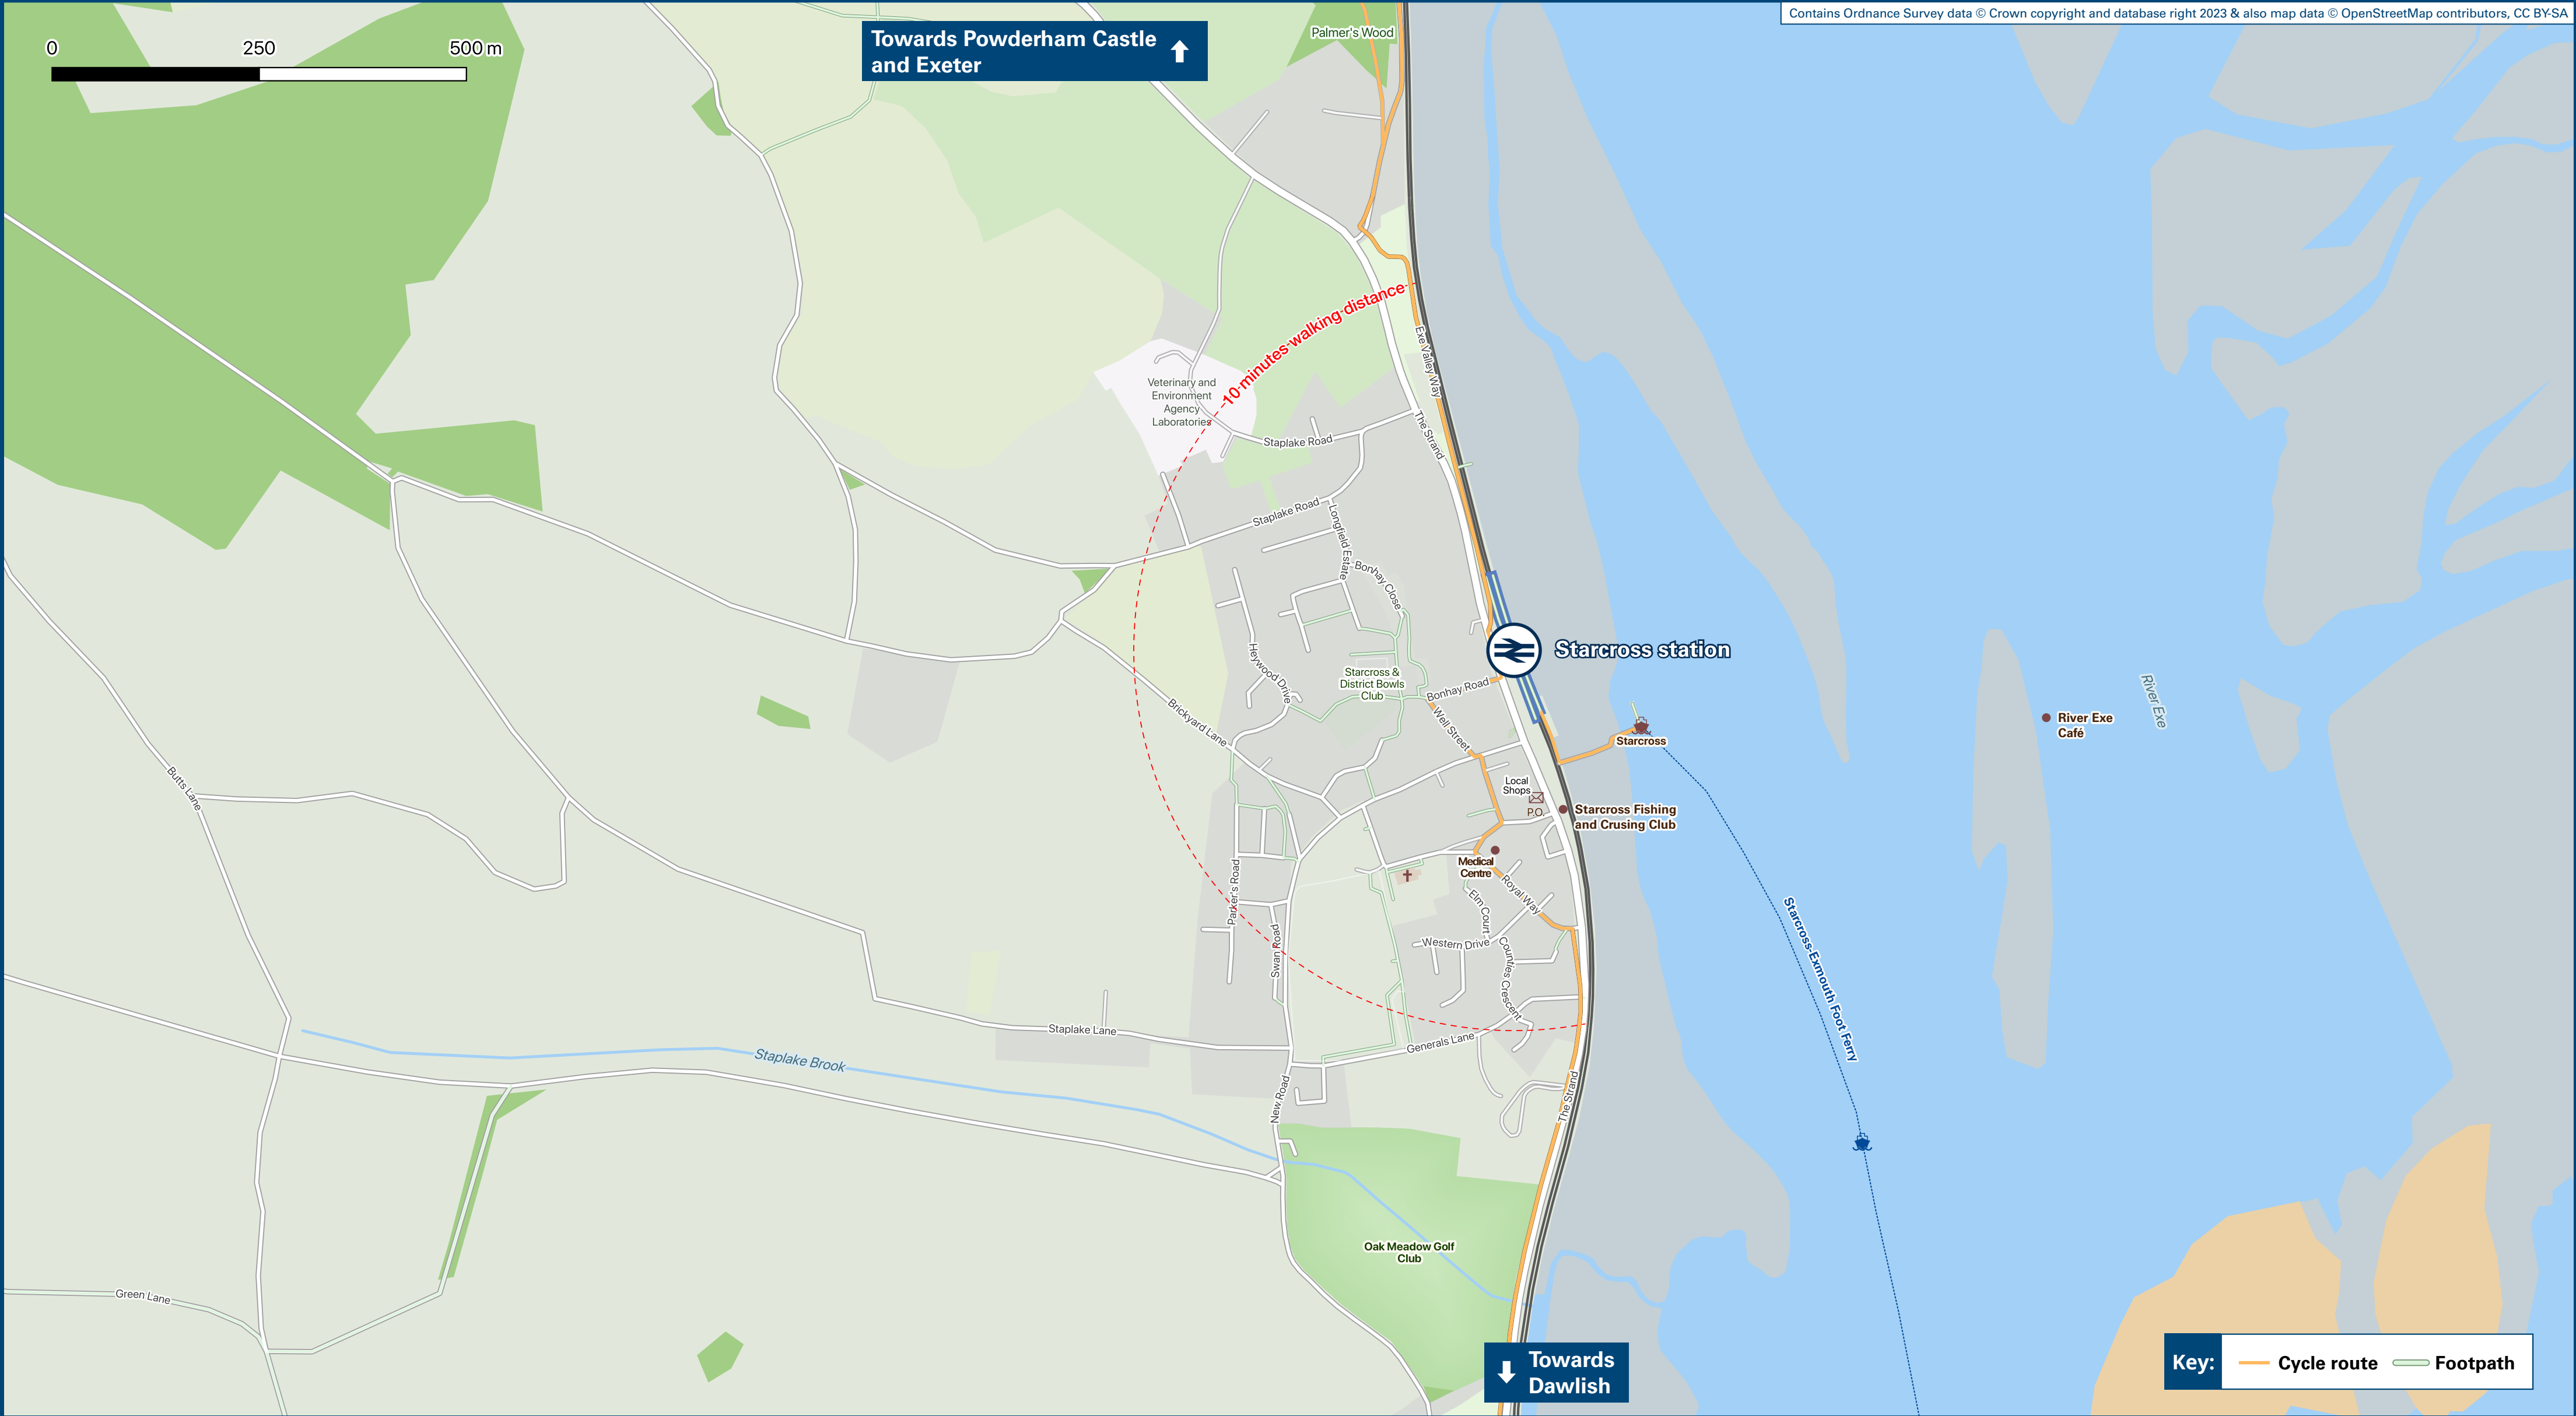 Contains Ordnance Survey data © Crown copyright and database right 2023 & also map data © OpenStreetMap contributors, CC BY-SA
0 250 500 m
Towards Powderham Castle
and Exeter
Palmer's Wood
10-minutes walking distance
Exe Valley Way
Veterinary and
Environment
Agency
Laboratories
The Strand
Staplake Road
Staplake Road
Longfield Estate
Bonhay Close
Starcross station
Heywood Drive
Starcross &
District Bowls
Club
Bonhay Road
Well Street
Brickyard Lane
Starcross
River Exe
Café
River Exe
Butts Lane
Local
Shops
P.O.
Starcross Fishing
and Crusing Club
Medical
Centre
Parker's Road
Royal Way
Elm Court
Swan Road
Western Drive
Counties Crescent
Starcross-Exmouth Foot Ferry
Staplake Lane
Generals Lane
Staplake Brook
New Road
The Strand
Oak Meadow Golf
Club
Green Lane
Towards
Dawlish
Key:
Cycle route
Footpath